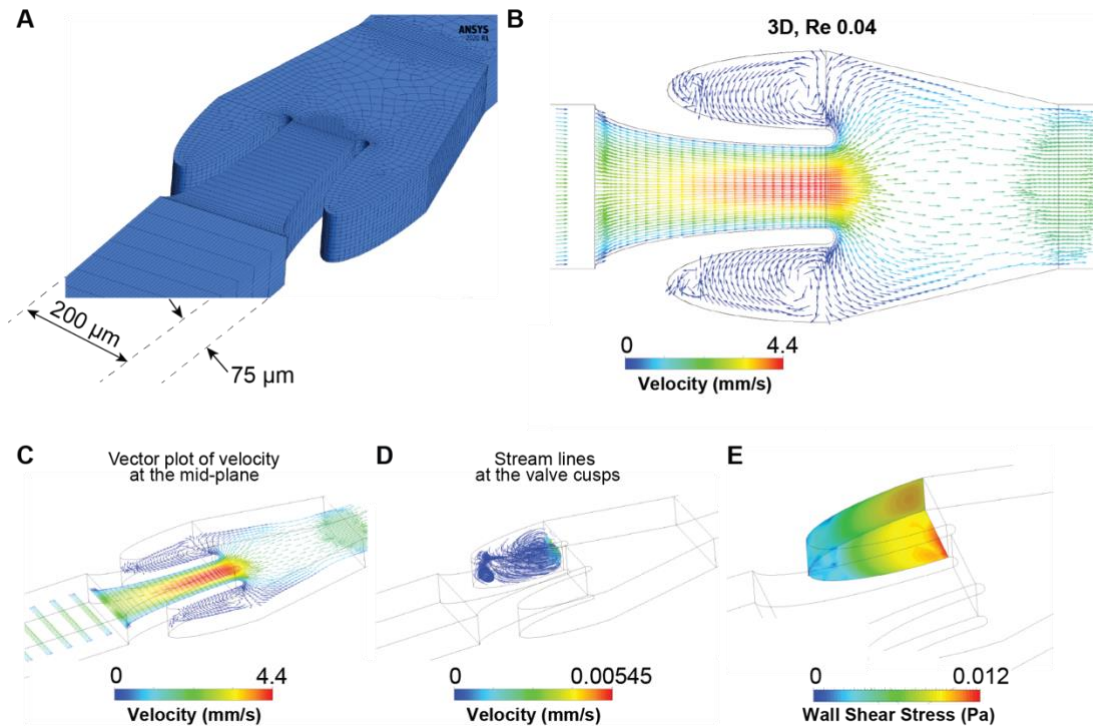 A
ANSYS
2020 R1
200 µm
75 µm
B
3D, Re 0.04
0
4.4
Velocity (mm/s)
C
Vector plot of velocity
at the mid-plane
0
4.4
Velocity (mm/s)
D
Stream lines
at the valve cusps
0
0.00545
Velocity (mm/s)
E
0
0.012
Wall Shear Stress (Pa)